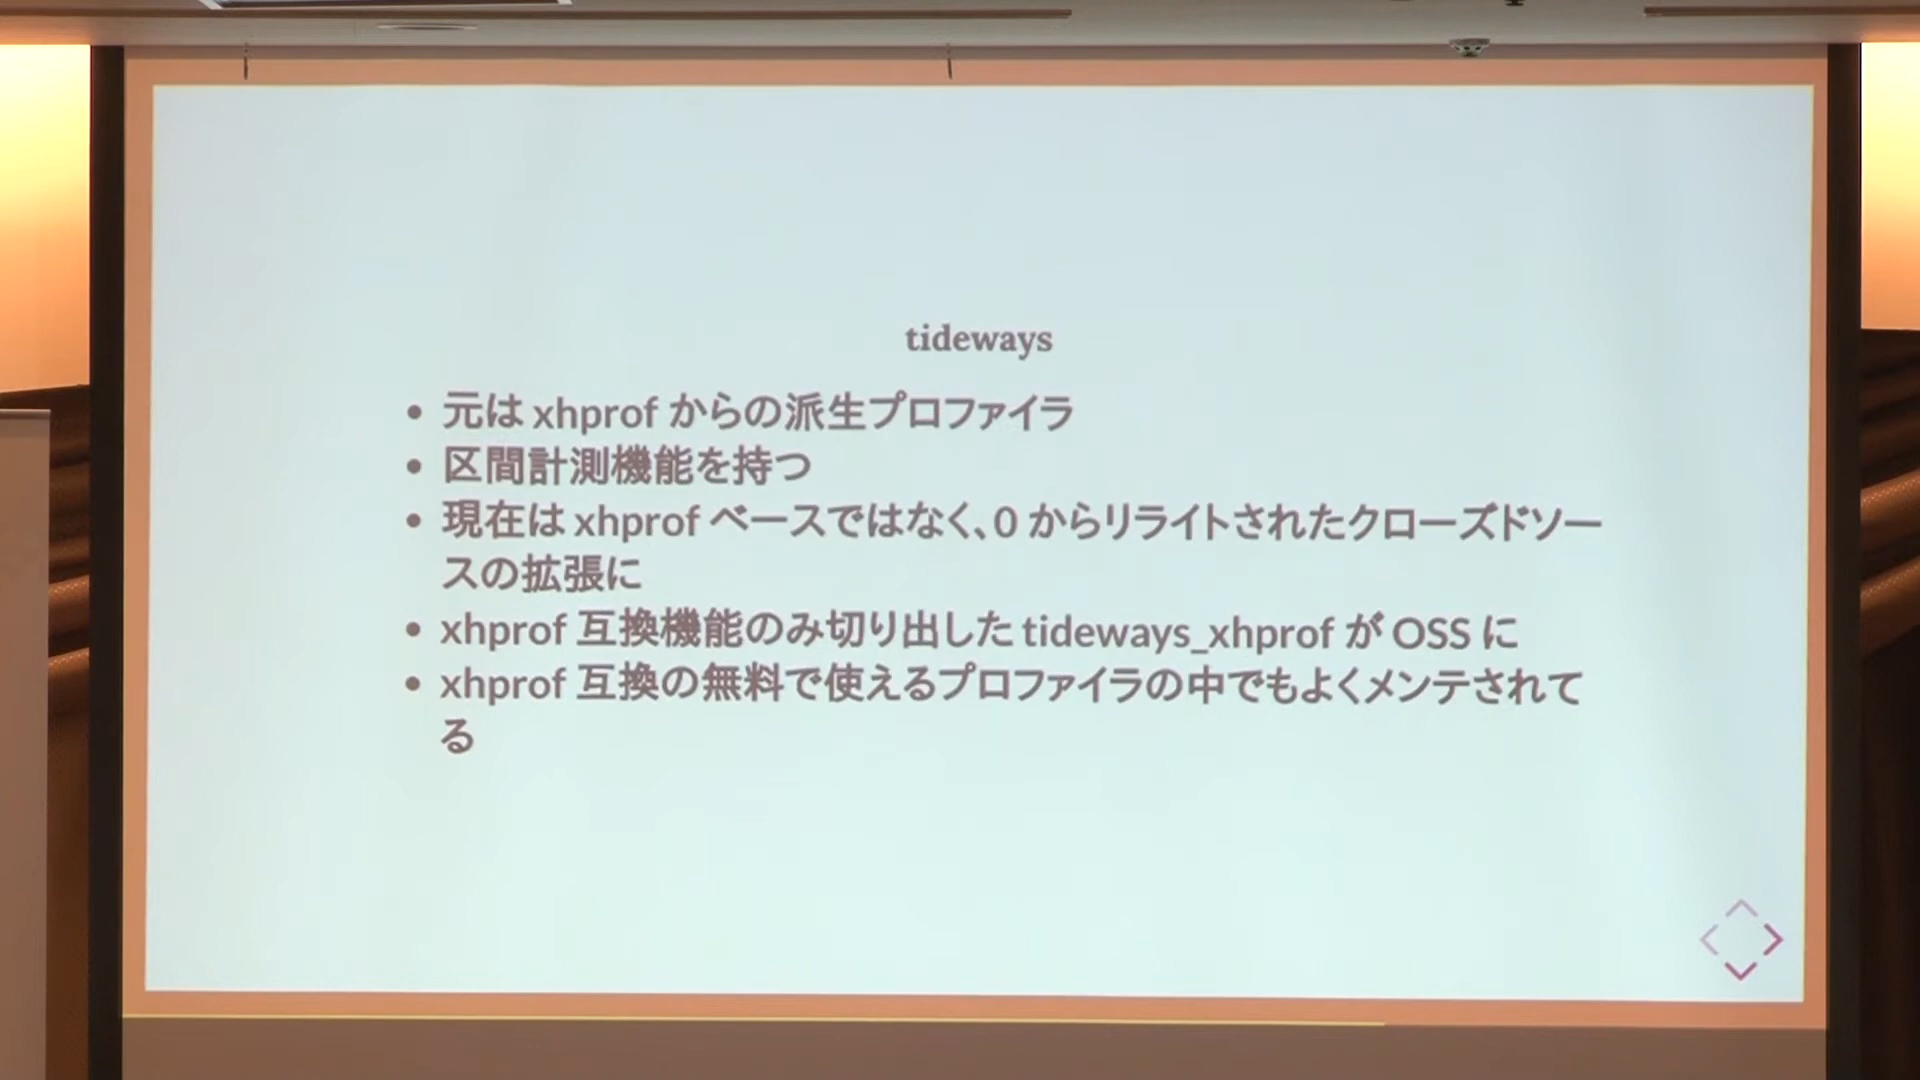 tideways
• 元は xhprof からの派生プロファイラ
• 区間計測機能を持つ
• 現在は xhprof ベースではなく、0 からリライトされたクローズドソー
スの拡張に
• xhprof 互換機能のみ切り出した tideways_xhprof が OSS に
• xhprof 互換の無料で使えるプロファイラの中でもよくメンテされて
る